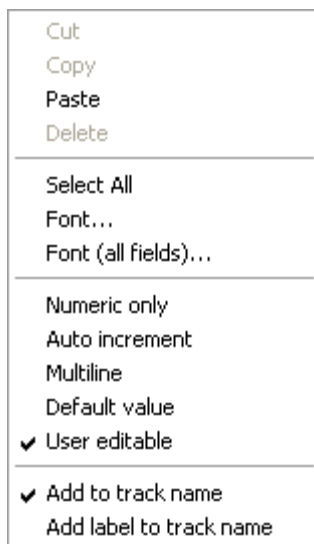 Cut
Copy
Paste
Delete
Select All
Font...
Font (all fields)...
Numeric only
Auto increment
Multiline
Default value
User editable
Add to track name
Add label to track name